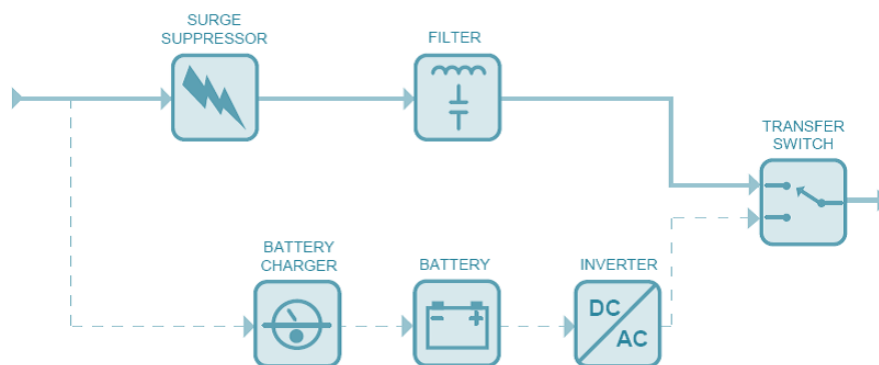 SURGE
SUPPRESSOR
FILTER
TRANSFER
SWITCH
BATTERY
CHARGER
BATTERY
INVERTER
DC
AC